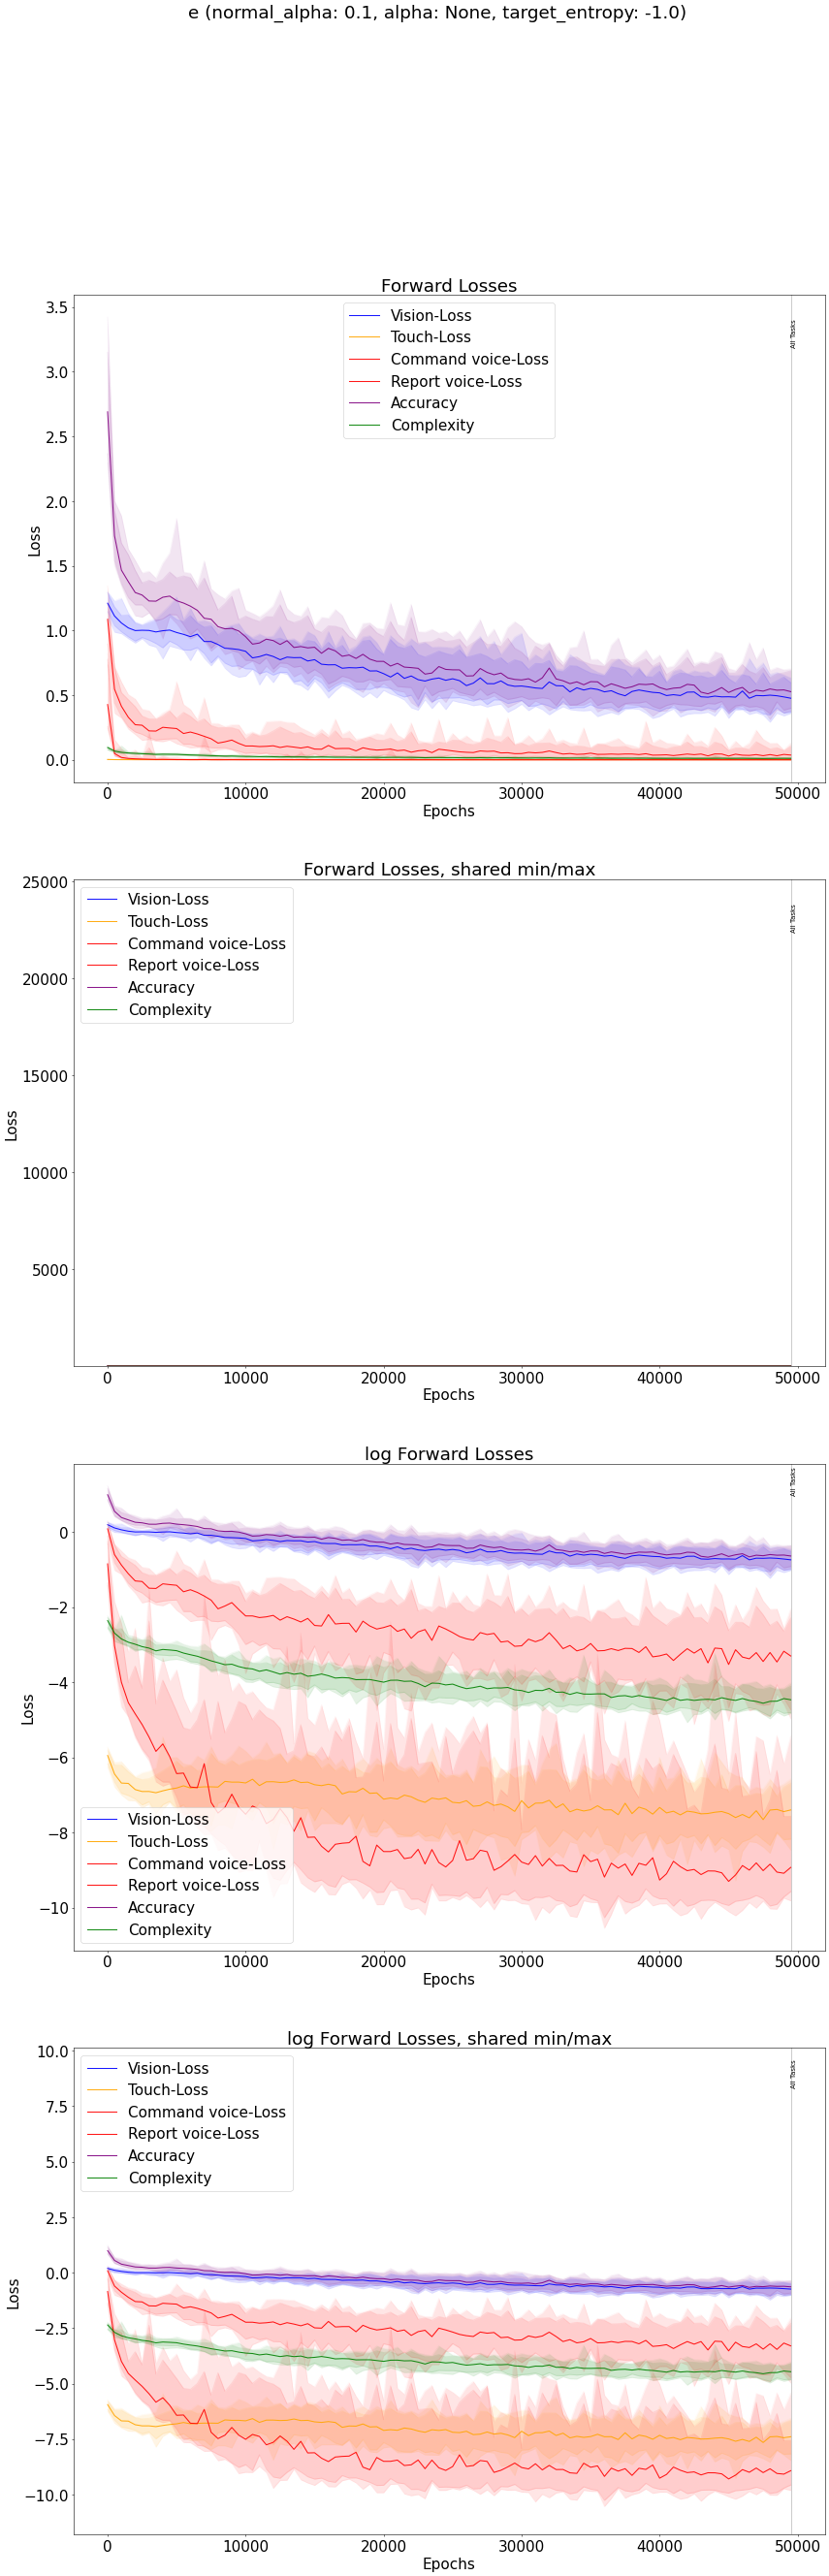 e (normal_alpha: 0.1, alpha: None, target_entropy: -1.0)
Forward Losses
Vision-Loss
Touch-Loss
Command voice-Loss
Report voice-Loss
Accuracy
Complexity
All Tasks
3.5
3.0
2.5
2.0
1.5
1.0
0.5
0.0
Loss
0 10000 20000 30000 40000 50000
Epochs
Forward Losses, shared min/max
Vision-Loss
Touch-Loss
Command voice-Loss
Report voice-Loss
Accuracy
Complexity
All Tasks
25000
20000
15000
10000
5000
Loss
0 10000 20000 30000 40000 50000
Epochs
log Forward Losses
All Tasks
0
−2
−4
−6
−8
−10
Loss
Vision-Loss
Touch-Loss
Command voice-Loss
Report voice-Loss
Accuracy
Complexity
0 10000 20000 30000 40000 50000
Epochs
log Forward Losses, shared min/max
Vision-Loss
Touch-Loss
Command voice-Loss
Report voice-Loss
Accuracy
Complexity
All Tasks
10.0
7.5
5.0
2.5
0.0
−2.5
−5.0
−7.5
−10.0
Loss
0 10000 20000 30000 40000 50000
Epochs